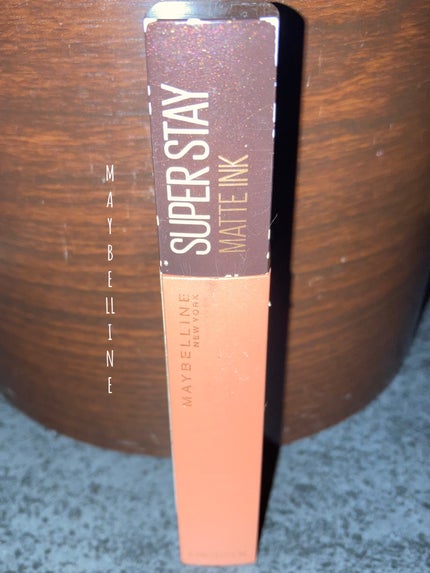 SUPER STAY
MATTE INK
MAYBELLINE
NEW YORK
MAYBELLINE